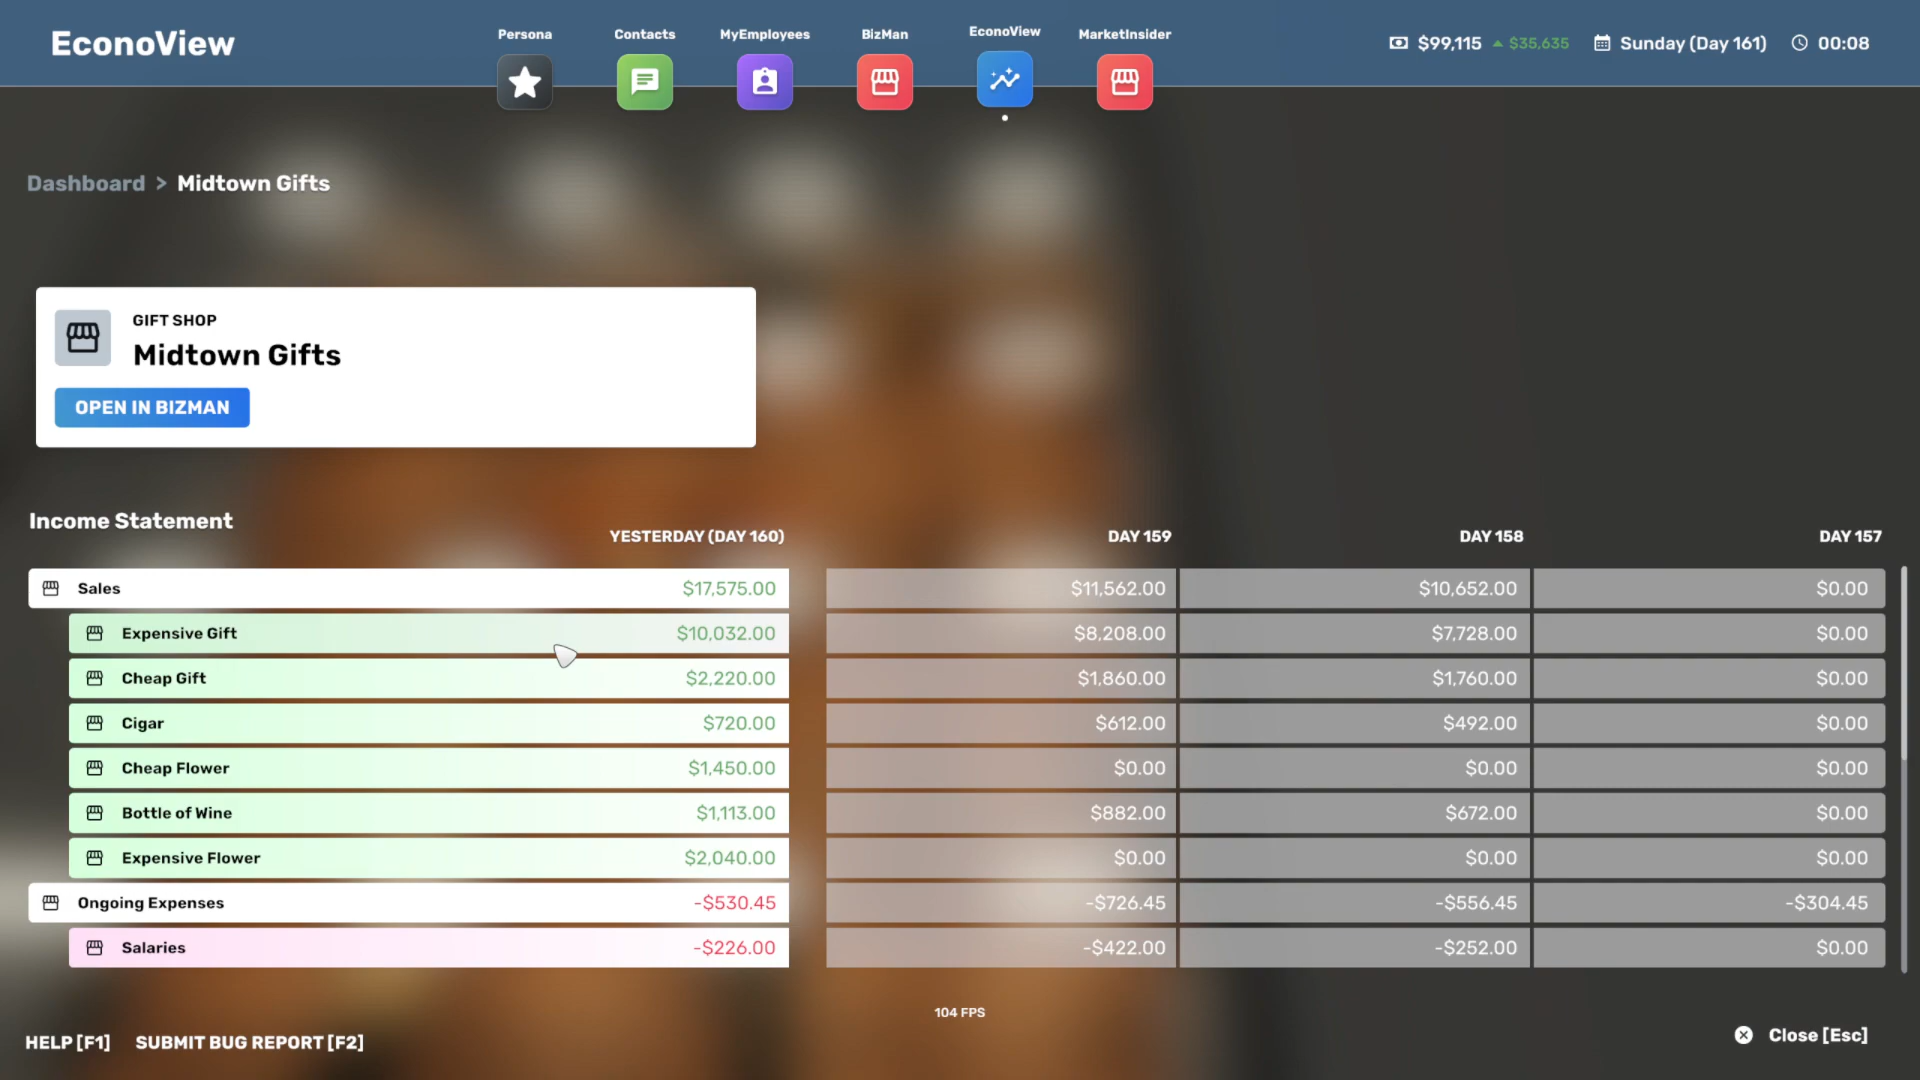 EconoView
Persona
Contacts
MyEmployees
BizMan
EconoView
MarketInsider
$99,115 $35,635 Sunday (Day 161) 00:08
Dashboard > Midtown Gifts
GIFT SHOP
Midtown Gifts
OPEN IN BIZMAN
Income Statement
YESTERDAY (DAY 160) DAY 159 DAY 158 DAY 157
Sales $17,575.00 $11,562.00 $10,652.00 $0.00
Expensive Gift $10,032.00 $8,208.00 $7,728.00 $0.00
Cheap Gift $2,220.00 $1,860.00 $1,760.00 $0.00
Cigar $720.00 $612.00 $492.00 $0.00
Cheap Flower $1,450.00 $0.00 $0.00 $0.00
Bottle of Wine $1,113.00 $882.00 $672.00 $0.00
Expensive Flower $2,040.00 $0.00 $0.00 $0.00
Ongoing Expenses -$530.45 -$726.45 -$556.45 -$304.45
Salaries -$226.00 -$422.00 -$252.00 $0.00
104 FPS
HELP [F1] SUBMIT BUG REPORT [F2]
Close [Esc]